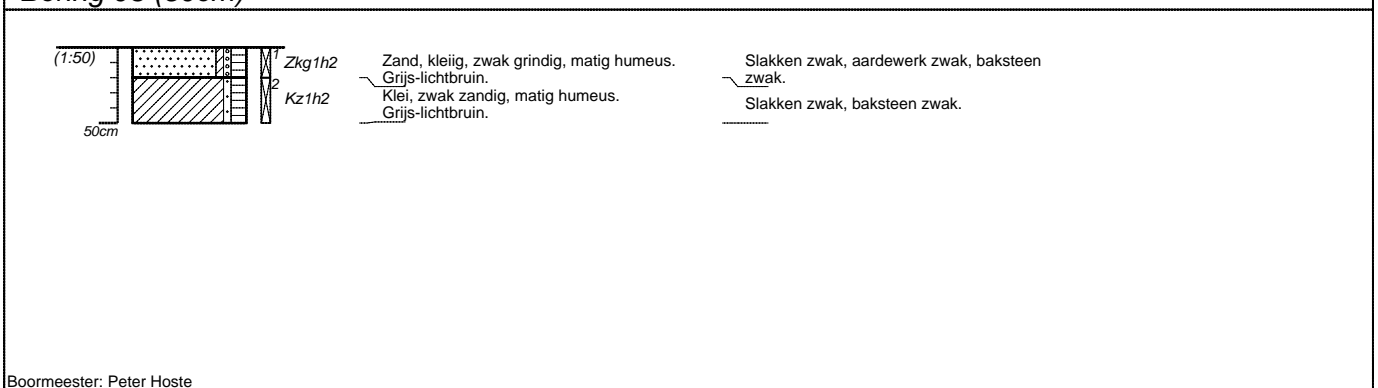 (1:50)
1
Zkg1h2
Zand, kleiig, zwak grindig, matig humeus.
Grijs-lichtbruin.
Slakken zwak, aardewerk zwak, baksteen
zwak.
2
Kz1h2
Klei, zwak zandig, matig humeus.
Grijs-lichtbruin.
Slakken zwak, baksteen zwak.
50cm
Boormeester: Peter Hoste